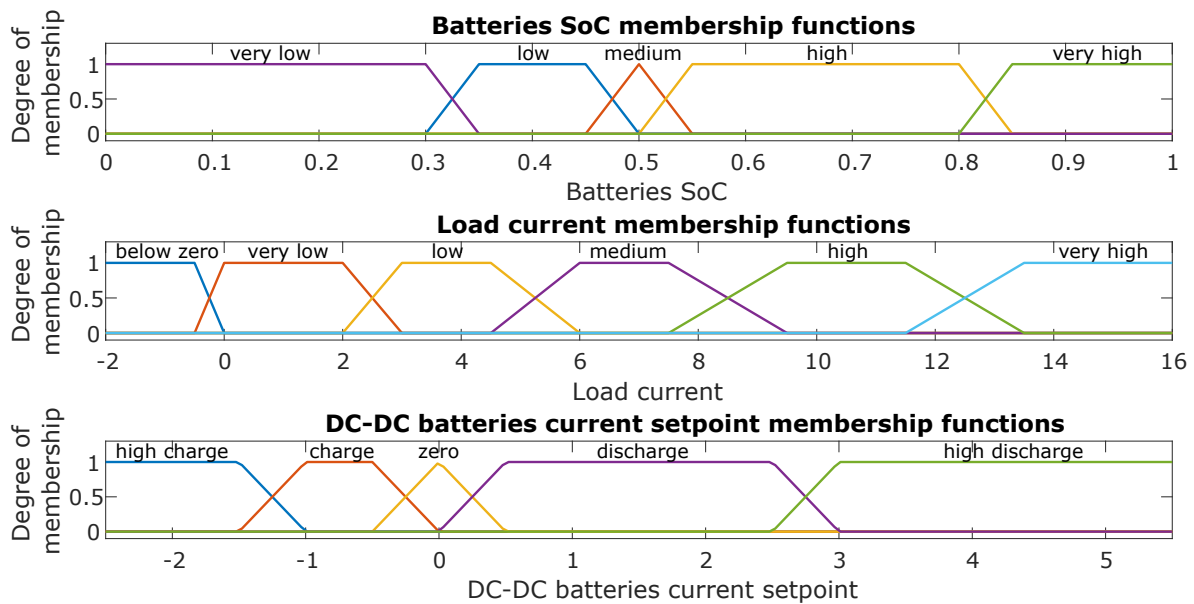 Batteries SoC membership functions
Degree of
membership
very low low medium high very high
1
0.5
0
0 0.1 0.2 0.3 0.4 0.5 0.6 0.7 0.8 0.9 1
Batteries SoC
Load current membership functions
Degree of
membership
below zero very low low medium high very high
1
0.5
0
-2 0 2 4 6 8 10 12 14 16
Load current
DC–DC batteries current setpoint membership functions
Degree of
membership
high charge charge zero discharge high discharge
1
0.5
0
-2 -1 0 1 2 3 4 5
DC-DC batteries current setpoint